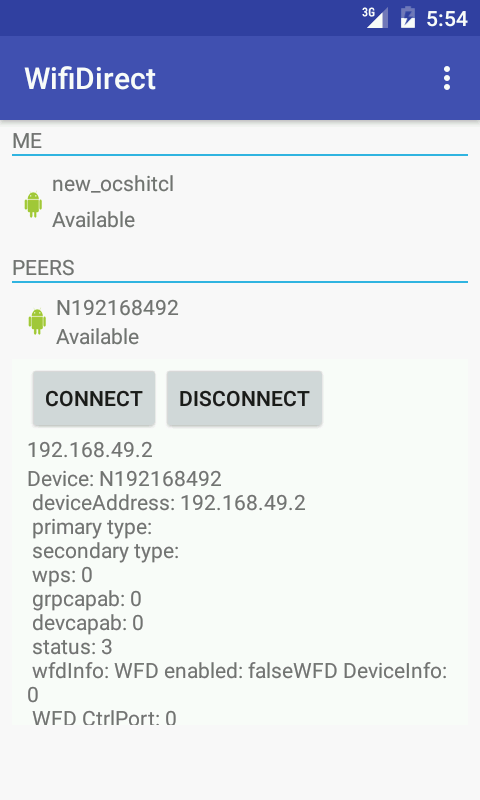 3G 5:54
WifiDirect
ME
new_ocshitcl
Available
PEERS
N192168492
Available
CONNECT DISCONNECT
192.168.49.2
Device: N192168492
deviceAddress: 192.168.49.2
primary type:
secondary type:
wps: 0
grpcapab: 0
devcapab: 0
status: 3
wfdInfo: WFD enabled: falseWFD DeviceInfo:
0
WFD CtrlPort: 0